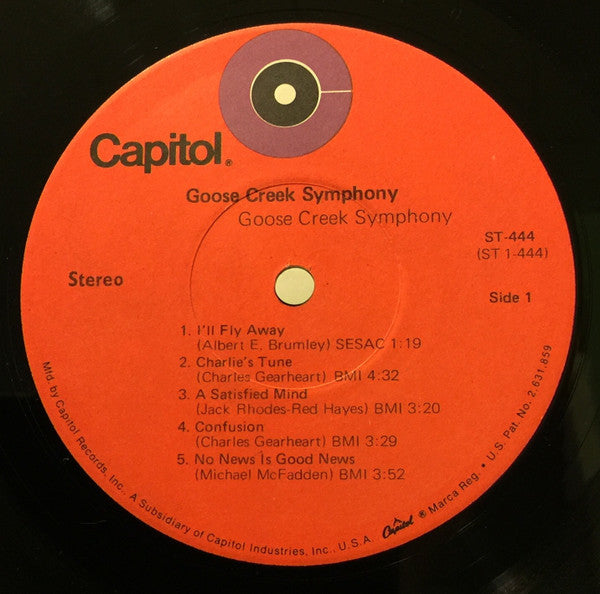 Capitol®
Goose Creek Symphony
Goose Creek Symphony
ST-444
(ST 1-444)
Stereo
Side 1
1. I'll Fly Away
(Albert E. Brumley) SESAC 1:19
2. Charlie's Tune
(Charles Gearheart) BMI 4:32
3. A Satisfied Mind
(Jack Rhodes-Red Hayes) BMI 3:20
4. Confusion
(Charles Gearheart) BMI 3:29
5. No News Is Good News
(Michael McFadden) BMI 3:52
Mfd. by Capitol Records, Inc., A Subsidiary of Capitol Industries, Inc., U.S.A. Capitol ® Marca Reg. • U.S. Pat. No. 2,631,859